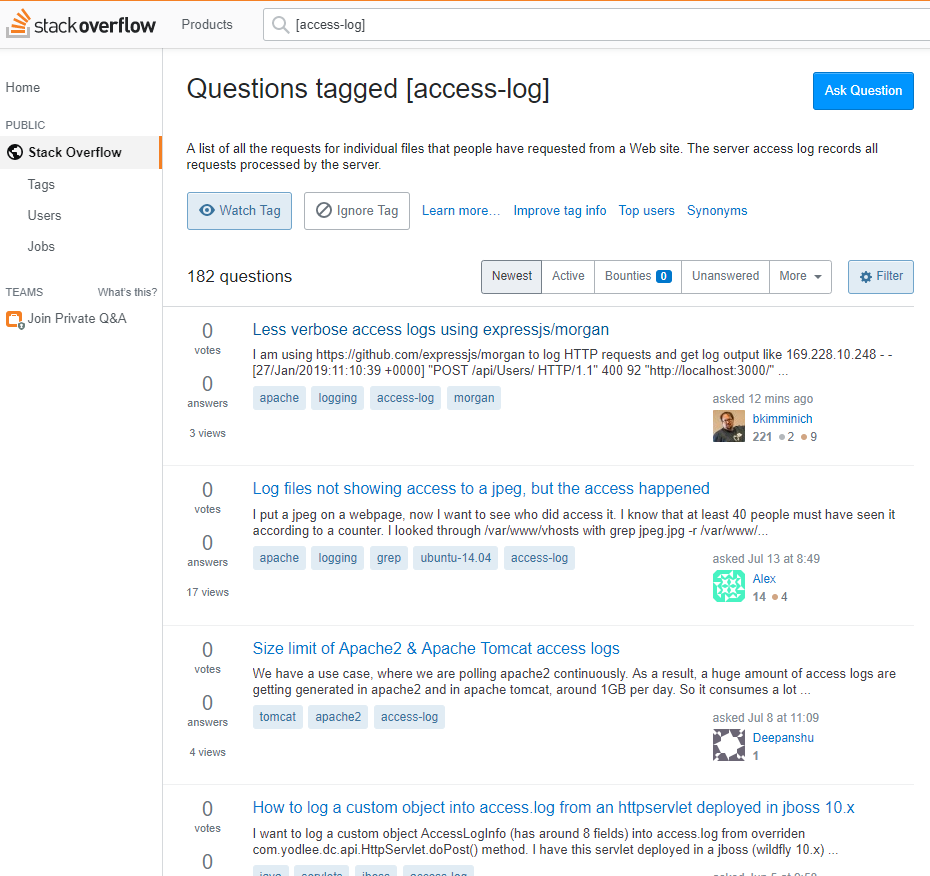 stackoverflow
Products
[access-log]
Home
PUBLIC
Stack Overflow
Tags
Users
Jobs
TEAMS
What's this?
Join Private Q&A
Questions tagged [access-log]
Ask Question
A list of all the requests for individual files that people have requested from a Web site. The server access log records all
requests processed by the server.
Watch Tag
Ignore Tag
Learn more…
Improve tag info
Top users
Synonyms
182 questions
Newest
Active
Bounties 0
Unanswered
More
Filter
0
votes
0
answers
3 views
Less verbose access logs using expressjs/morgan
I am using https://github.com/expressjs/morgan to log HTTP requests and get log output like 169.228.10.248 - -
[27/Jan/2019:11:10:39 +0000] "POST /api/Users/ HTTP/1.1" 400 92 "http://localhost:3000/" ...
apache logging access-log morgan
asked 12 mins ago
bkimminich
221 2 9
0
votes
0
answers
17 views
Log files not showing access to a jpeg, but the access happened
I put a jpeg on a webpage, now I want to see who did access it. I know that at least 40 people must have seen it
according to a counter. I looked through /var/www/vhosts with grep jpeg.jpg -r /var/www/...
apache logging grep ubuntu-14.04 access-log
asked Jul 13 at 8:49
Alex
14 4
0
votes
0
answers
4 views
Size limit of Apache2 & Apache Tomcat access logs
We have a use case, where we are polling apache2 continuously. As a result, a huge amount of access logs are
getting generated in apache2 and in apache tomcat, around 1GB per day. So it consumes a lot ...
tomcat apache2 access-log
asked Jul 8 at 11:09
Deepanshu
1
0
votes
0
How to log a custom object into access.log from an httpservlet deployed in jboss 10.x
I want to log a custom object AccessLogInfo (has around 8 fields) into access.log from overriden
com.yodlee.dc.api.HttpServlet.doPost() method. I have this servlet deployed in a jboss (wildfly 10.x) ...
java servlets jboss access-log